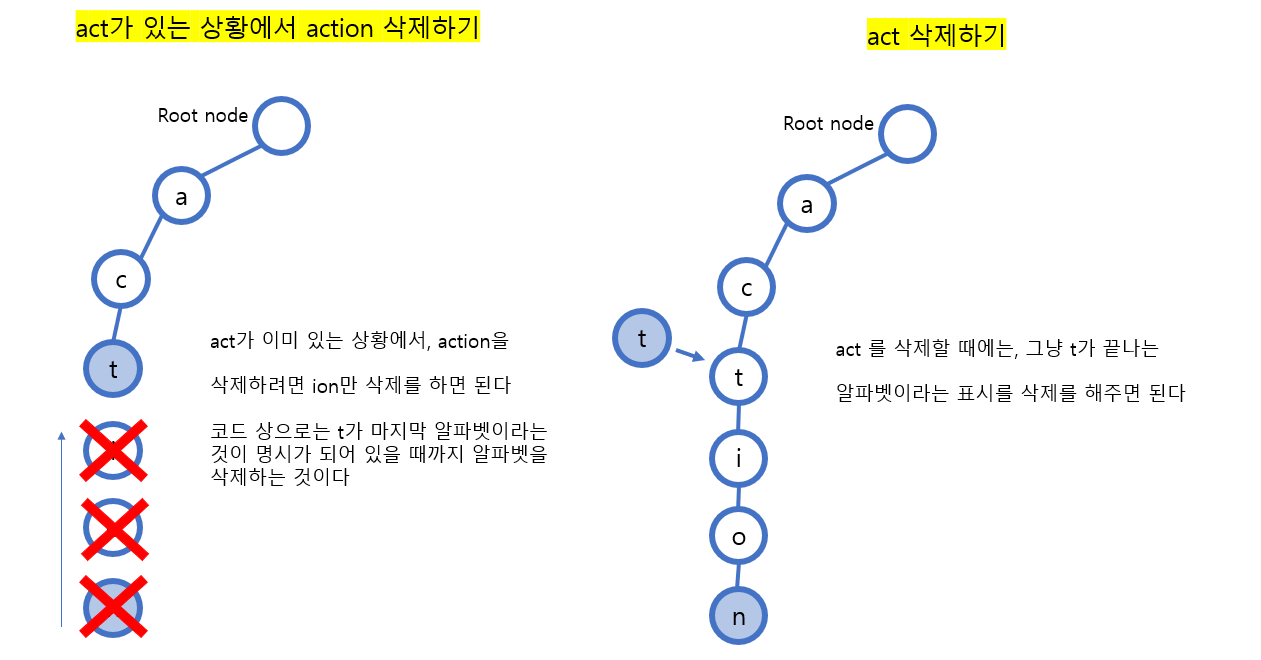 act가 있는 상황에서 action 삭제하기
Root node
a
c
t
act가 이미 있는 상황에서, action을
삭제하려면 ion만 삭제를 하면 된다
코드 상으로는 t가 마지막 알파벳이라는
것이 명시가 되어 있을 때까지 알파벳을
삭제하는 것이다
act 삭제하기
Root node
a
c
t
t
i
o
n
act 를 삭제할 때에는, 그냥 t가 끝나는
알파벳이라는 표시를 삭제를 해주면 된다